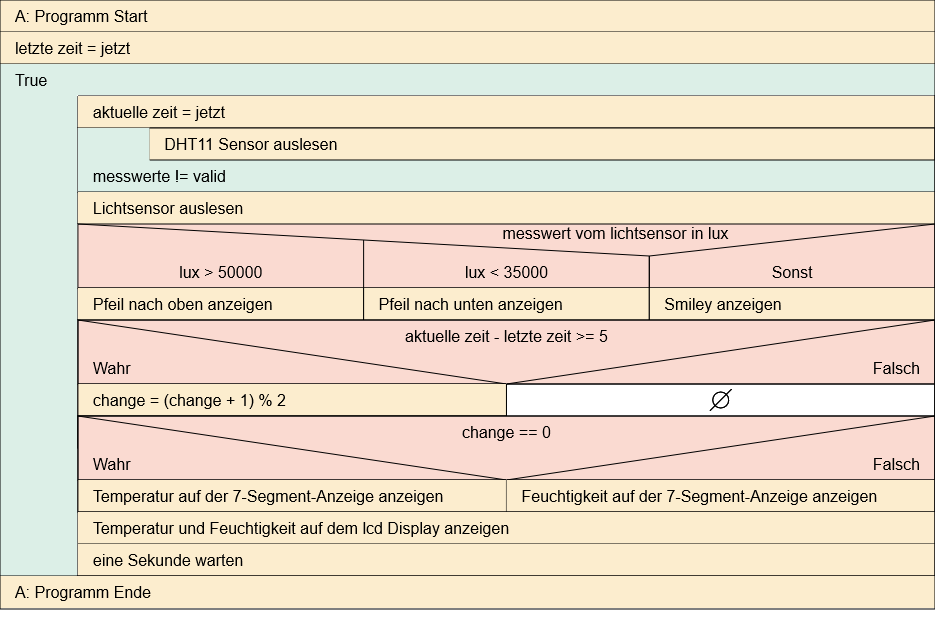 A: Programm Start
letzte zeit = jetzt
True
aktuelle zeit = jetzt
DHT11 Sensor auslesen
messwerte != valid
Lichtsensor auslesen
messwert vom lichtsensor in lux
lux > 50000
lux < 35000
Sonst
Pfeil nach oben anzeigen
Pfeil nach unten anzeigen
Smiley anzeigen
aktuelle zeit - letzte zeit >= 5
Wahr
Falsch
change = (change + 1) % 2
change == 0
Wahr
Falsch
Temperatur auf der 7-Segment-Anzeige anzeigen
Feuchtigkeit auf der 7-Segment-Anzeige anzeigen
Temperatur und Feuchtigkeit auf dem lcd Display anzeigen
eine Sekunde warten
A: Programm Ende